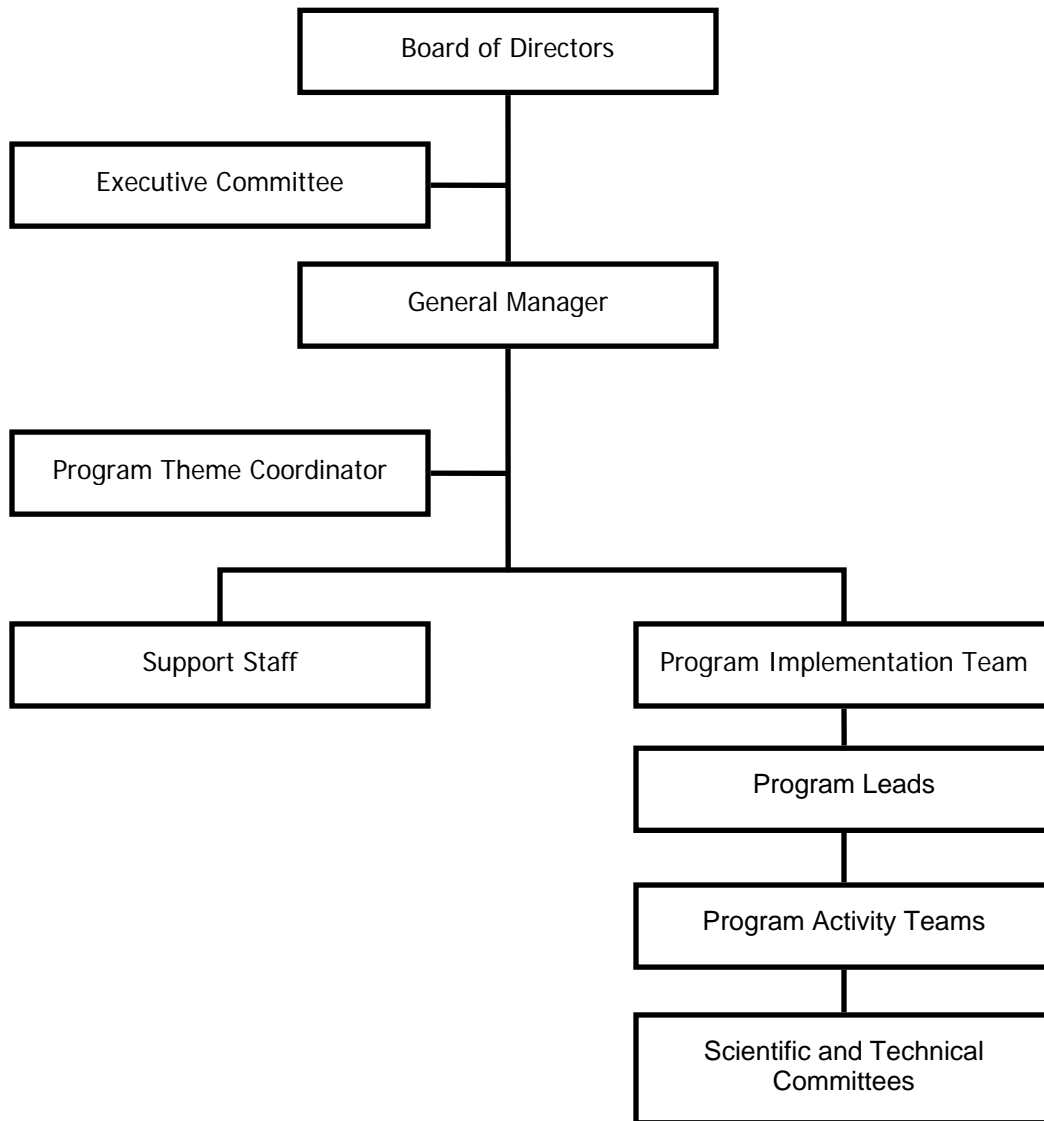 Board of Directors
Executive Committee
General Manager
Program Theme Coordinator
Support Staff
Program Implementation Team
Program Leads
Program Activity Teams
Scientific and Technical
Committees